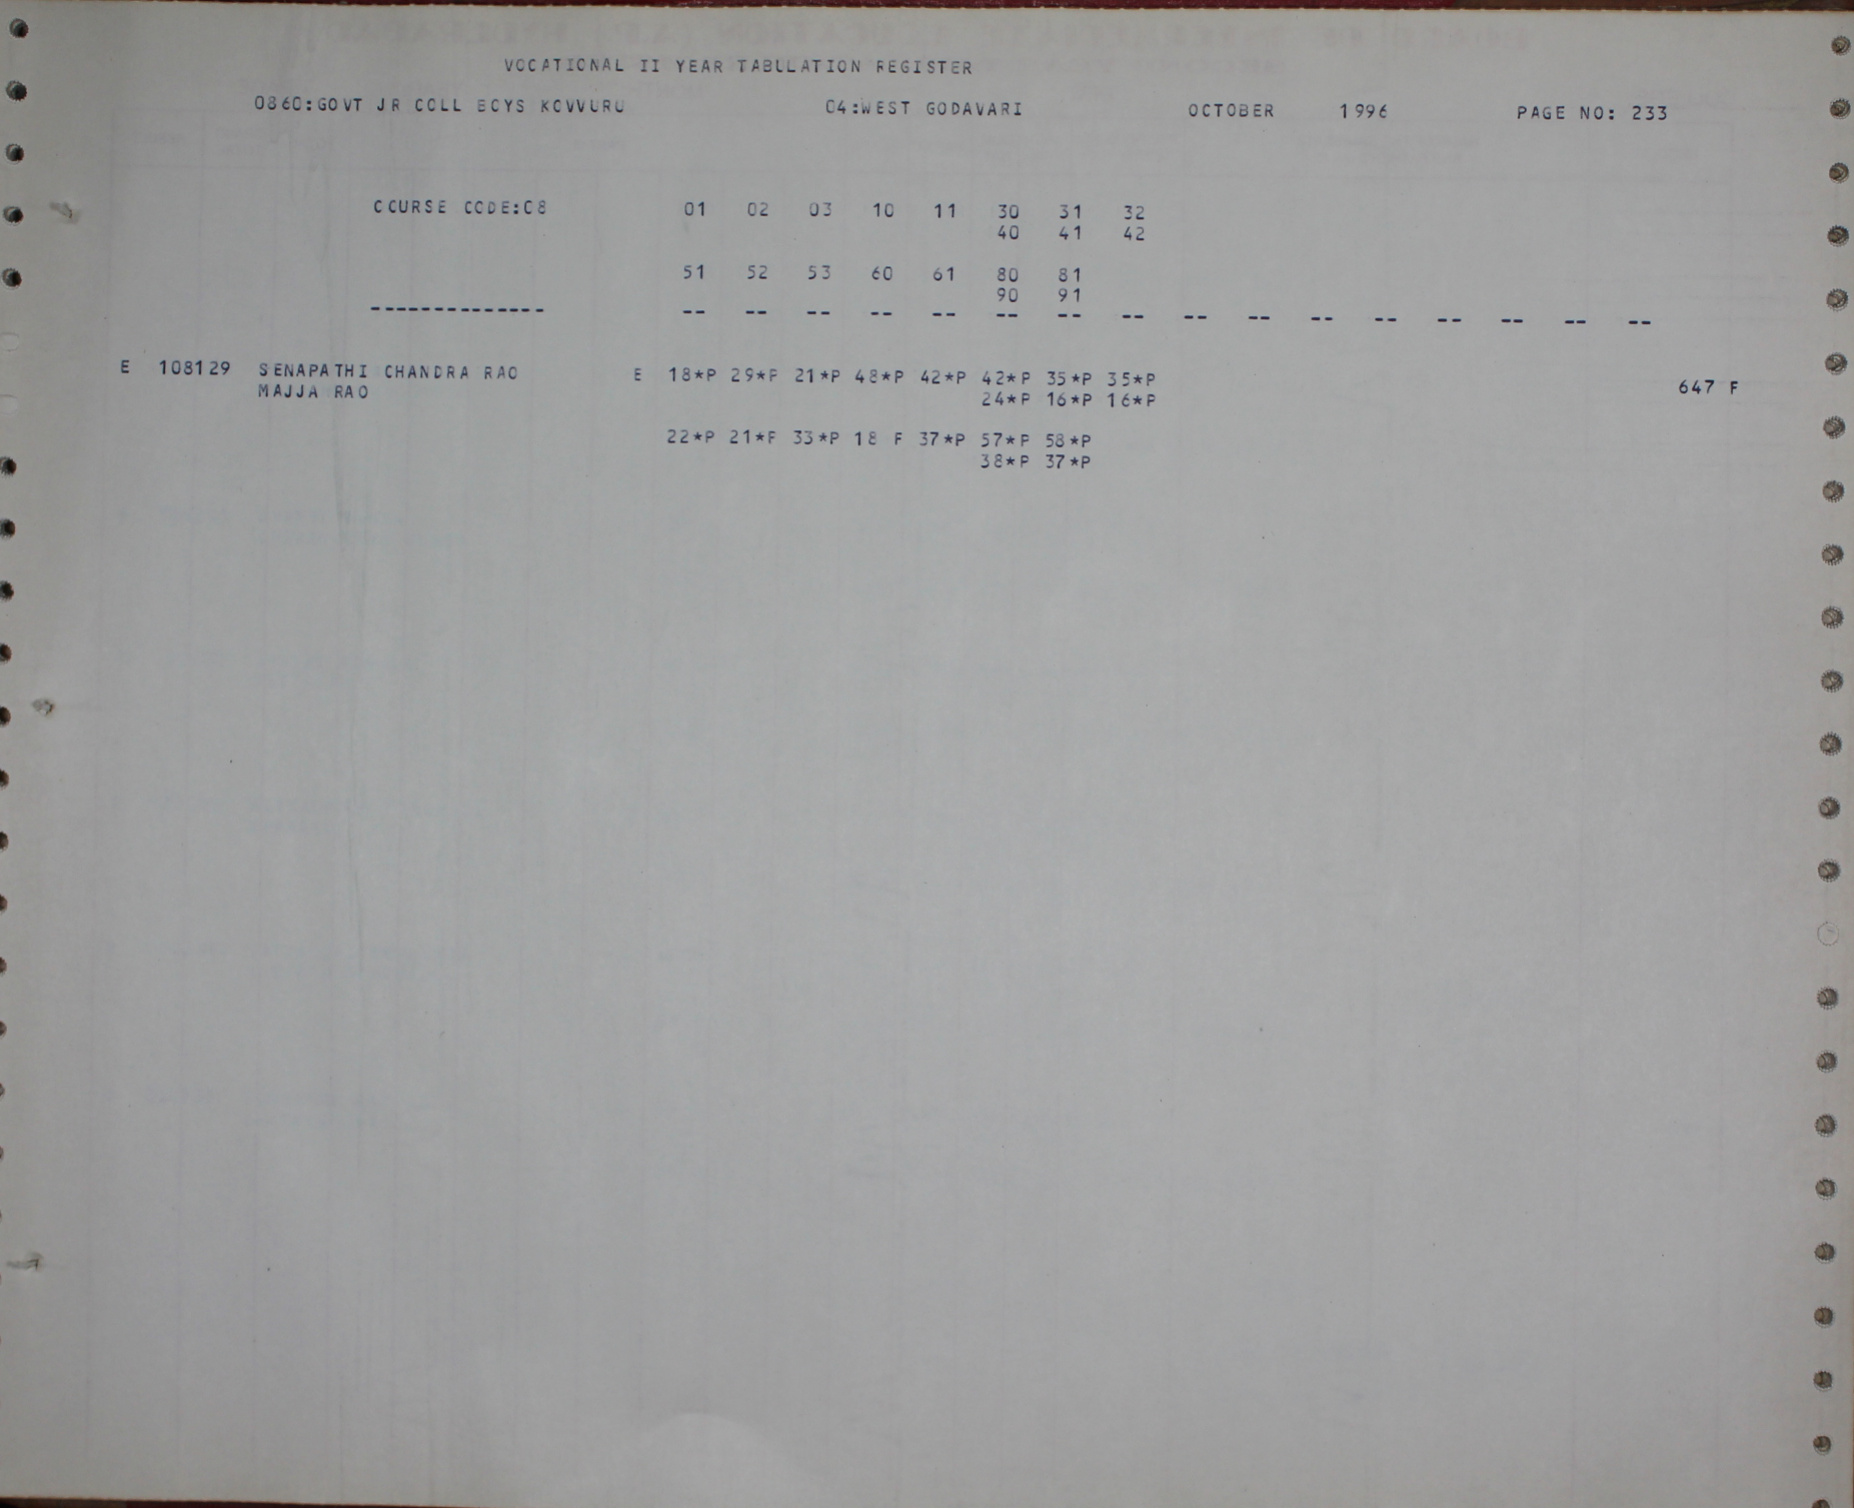 VOCATIONAL II YEAR TABULATION REGISTER
0860:GOVT JR COLL BOYS KOVVURU 04:WEST GODAVARI OCTOBER 1996 PAGE NO: 233
COURSE CODE:08 01 02 03 10 11 30 31 32
40 41 42
51 52 53 60 61 80 81
90 91
-------------- -- -- -- -- -- -- -- -- -- -- -- -- -- -- -- --
E 108129 SENAPATHI CHANDRA RAO E 18*P 29*P 21*P 48*P 42*P 42*P 35*P 35*P
MAJJA RAO 24*P 16*P 16*P 647 F
22*P 21*F 33*P 18 F 37*P 57*P 58*P
38*P 37*P